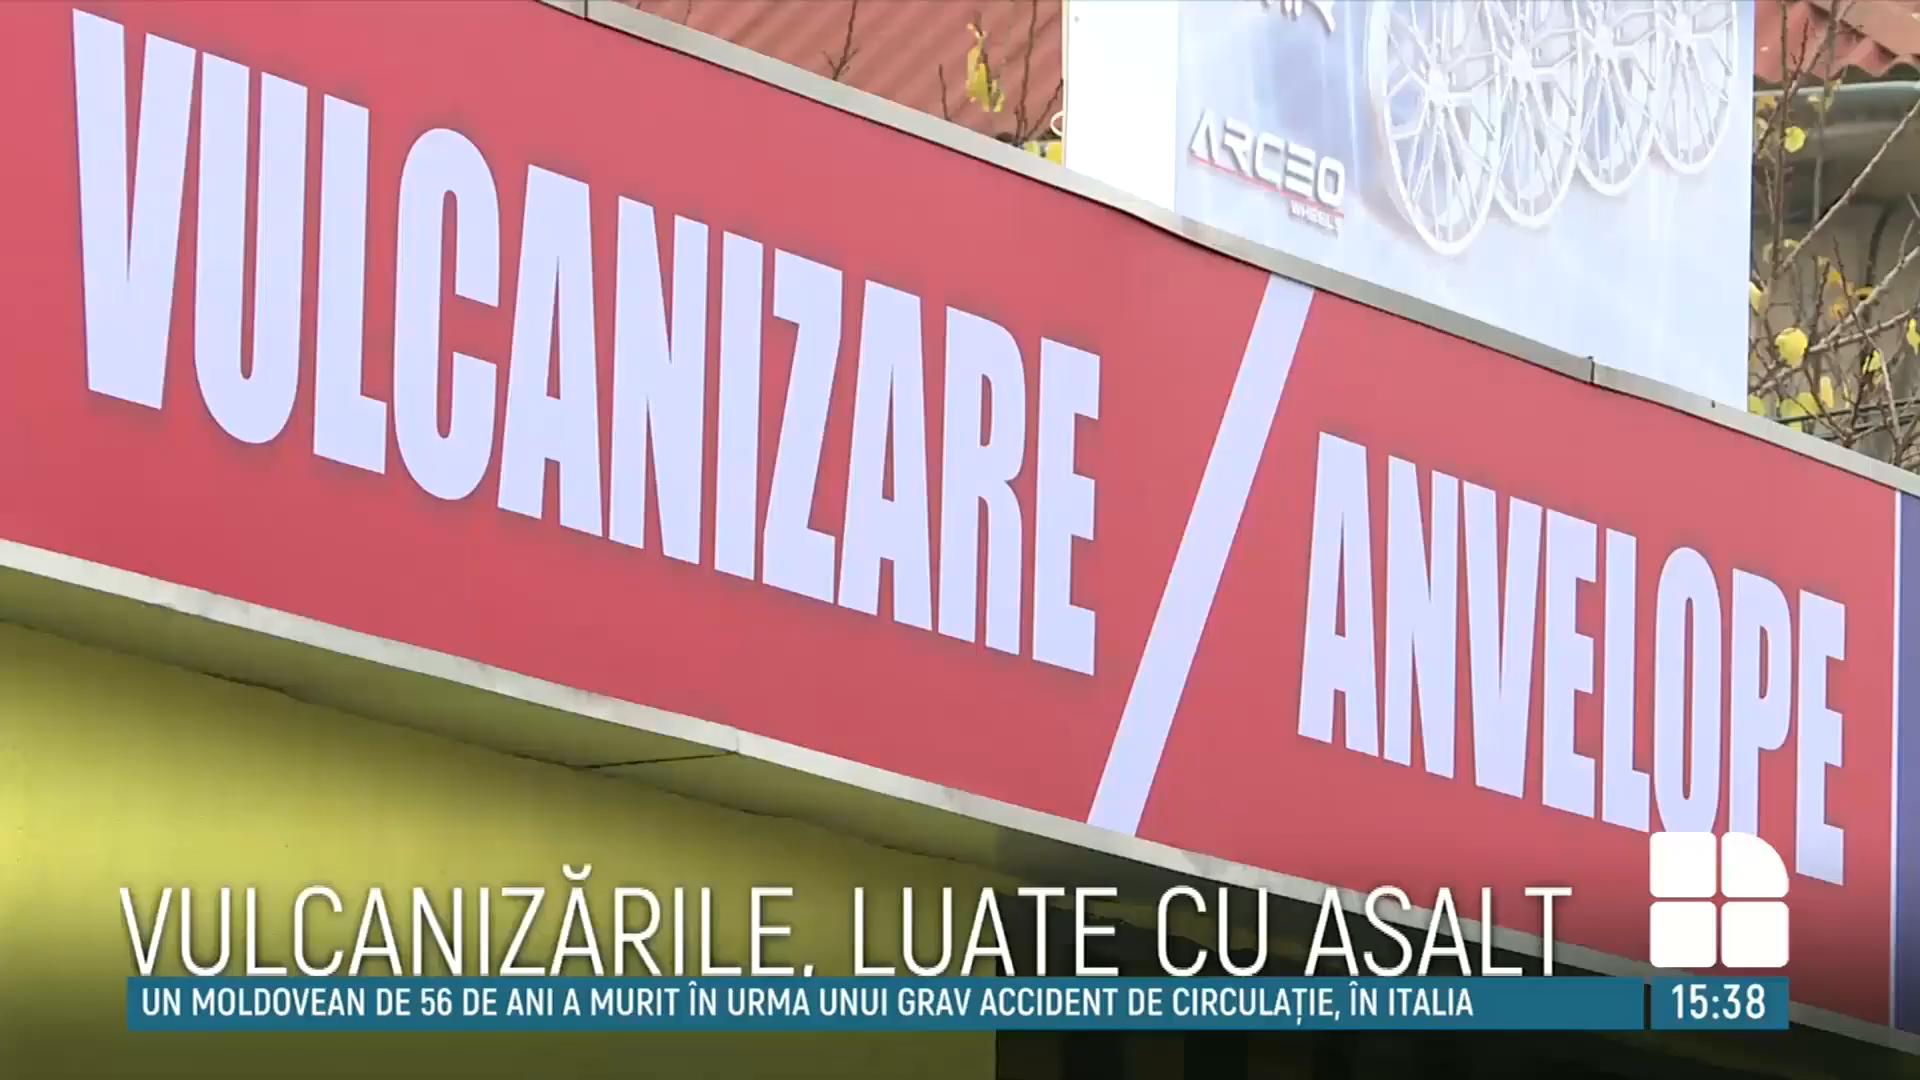 ARCEO
WHEELS
VULCANIZARE / ANVELOPE
VULCANIZĂRILE, LUATE CU ASALT
UN MOLDOVEAN DE 56 DE ANI A MURIT ÎN URMA UNUI GRAV ACCIDENT DE CIRCULAȚIE, ÎN ITALIA
15:38